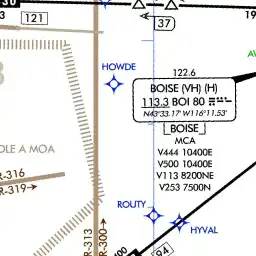 30
3
121
37
19
HOWDE
AV
122.6
BOISE (VH) (H)
113.3 BOI 80
N43°33.17' W116°11.53'
[BOISE]
MCA
V444 10400E
V500 10400E
V113 8200NE
V253 7500N
OLE A MOA
R-316
R-319→
ROUTY
HYVAL
R-313
R-300→
94